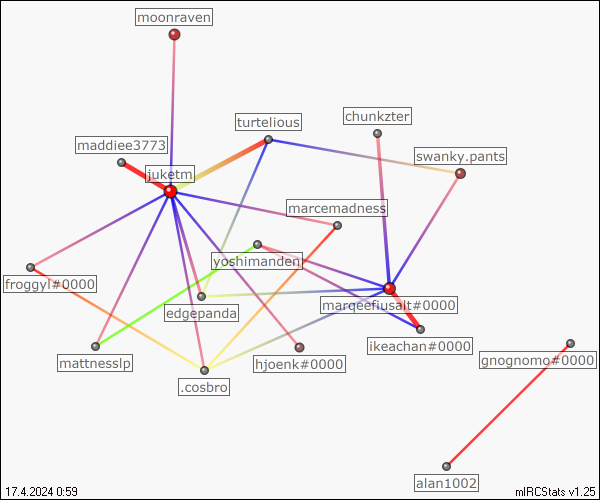 moonraven
chunkzter
turtelious
maddiee3773
swanky.pants
juketm
marcemadness
yoshimanden
froggyl#0000
marqeefiusalt#0000
edgepanda
ikeachan#0000
gnognomo#0000
mattnesslp
hjoenk#0000
.cosbro
alan1002
17.4.2024 0:59
mIRCStats v1.25